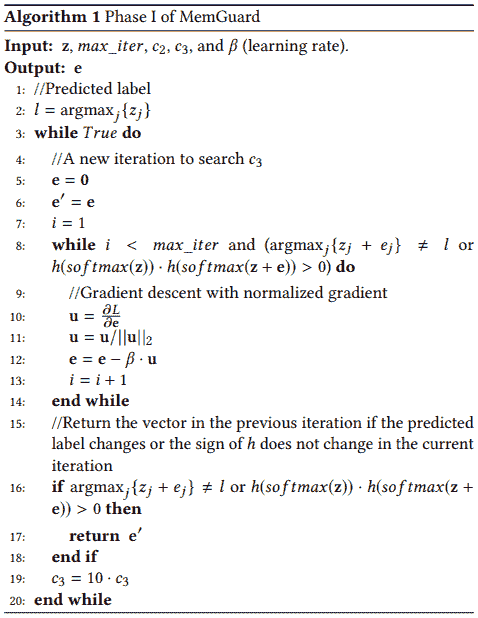 Algorithm 1 Phase I of MemGuard
Input: z, max_iter, c₂, c₃, and β (learning rate).
Output: e
1: //Predicted label
2: l = argmaxⱼ{zⱼ}
3: while True do
4: //A new iteration to search c₃
5: e = 0
6: e′ = e
7: i = 1
8: while i < max_iter and (argmaxⱼ{zⱼ + eⱼ} ≠ l or
h(softmax(z)) · h(softmax(z + e)) > 0) do
9: //Gradient descent with normalized gradient
10: u = ∂L/∂e
11: u = u/||u||₂
12: e = e − β · u
13: i = i + 1
14: end while
15: //Return the vector in the previous iteration if the predicted
label changes or the sign of h does not change in the current
iteration
16: if argmaxⱼ{zⱼ + eⱼ} ≠ l or h(softmax(z)) · h(softmax(z +
e)) > 0 then
17: return e′
18: end if
19: c₃ = 10 · c₃
20: end while